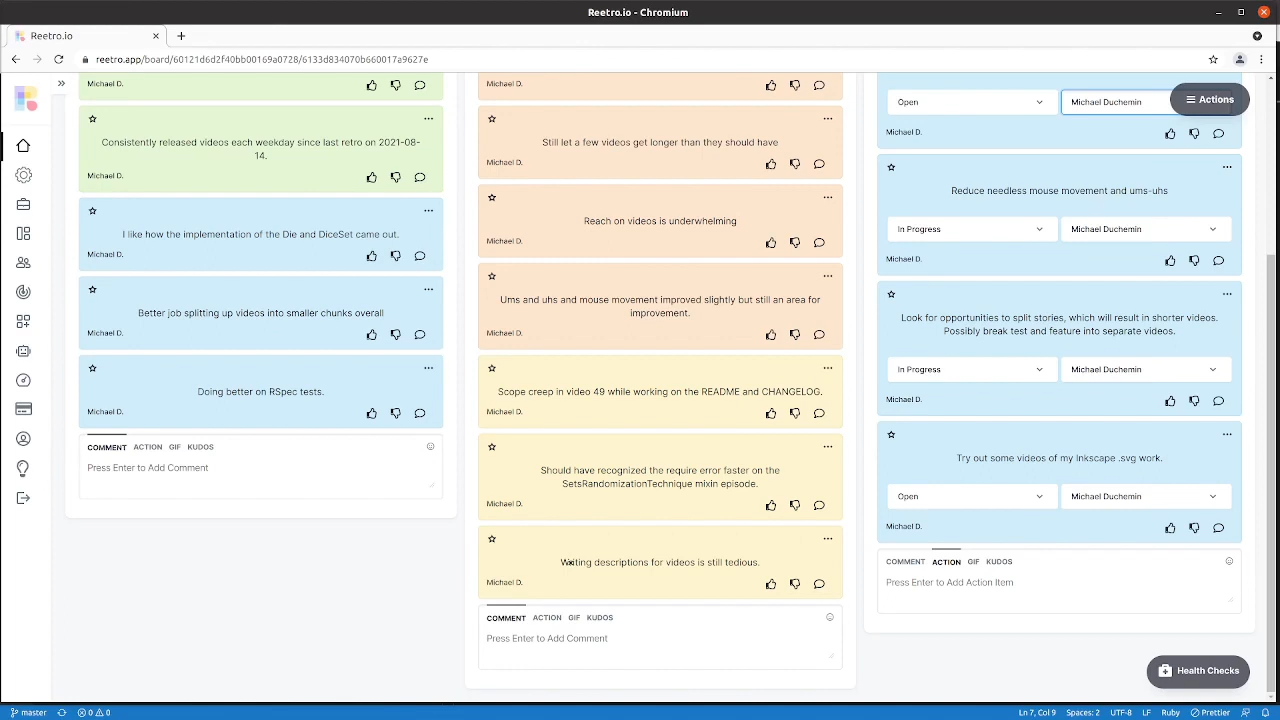 Reetro.io - Chromium
Reetro.io
reetro.app/board/60121d6d2f40bb00169a0728/6133d834070b660017a9627e
Michael D.
Consistently released videos each weekday since last retro on 2021-08-
14.
Michael D.
I like how the implementation of the Die and DiceSet came out.
Michael D.
Better job splitting up videos into smaller chunks overall
Michael D.
Doing better on RSpec tests.
Michael D.
COMMENT ACTION GIF KUDOS
Press Enter to Add Comment
Michael D.
Still let a few videos get longer than they should have
Michael D.
Reach on videos is underwhelming
Michael D.
Ums and uhs and mouse movement improved slightly but still an area for
improvement.
Michael D.
Scope creep in video 49 while working on the README and CHANGELOG.
Michael D.
Should have recognized the require error faster on the
SetsRandomizationTechnique mixin episode.
Michael D.
Writing descriptions for videos is still tedious.
Michael D.
COMMENT ACTION GIF KUDOS
Press Enter to Add Comment
Actions
Open Michael Duchemin
Michael D.
Reduce needless mouse movement and ums-uhs
In Progress Michael Duchemin
Michael D.
Look for opportunities to split stories, which will result in shorter videos.
Possibly break test and feature into separate videos.
In Progress Michael Duchemin
Michael D.
Try out some videos of my Inkscape .svg work.
Open Michael Duchemin
Michael D.
COMMENT ACTION GIF KUDOS
Press Enter to Add Action Item
Health Checks
master 0 0 Ln 7, Col 9 Spaces: 2 UTF-8 LF Ruby Prettier